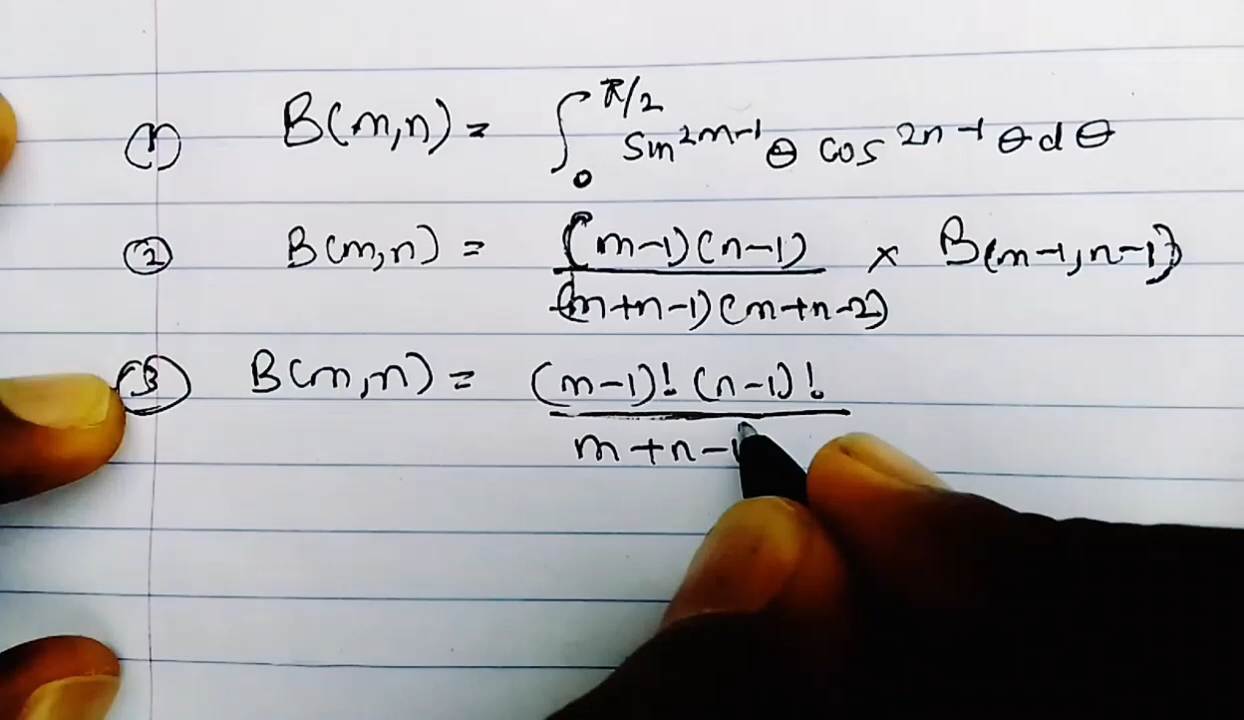 (1) B(m,n) = ∫₀^π/2 sin^2m-1 θ cos^2n-1 θ dθ
(2) B(m,n) = (m-1)(n-1) / (m+n-1)(m+n-2) × B(m-1,n-1)
(3) B(m,n) = (m-1)! (n-1)! / m+n-1